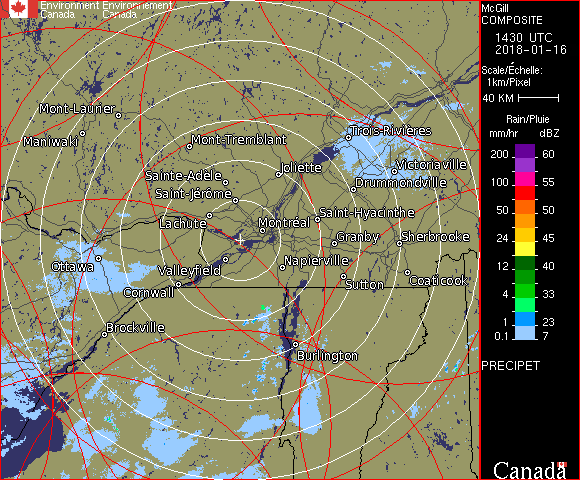 Environment Environnement
Canada Canada
McGill
COMPOSITE
1430 UTC
2018-01-16
Scale/Échelle:
1km/Pixel
40 KM
Rain/Pluie
mm/hr dBZ
200 60
100 55
50 50
24 45
12 40
4 33
1 23
0.1 7
PRECIPET
Mont-Laurier
Maniwaki
Mont-Tremblant
Trois-Rivières
Sainte-Adèle
Joliette
Victoriaville
Saint-Jérôme
Drummondville
Lachute
Montréal
Saint-Hyacinthe
Granby
Sherbrooke
Ottawa
Valleyfield
Napierville
Cornwall
Sutton
Coaticook
Brockville
Burlington
Canada